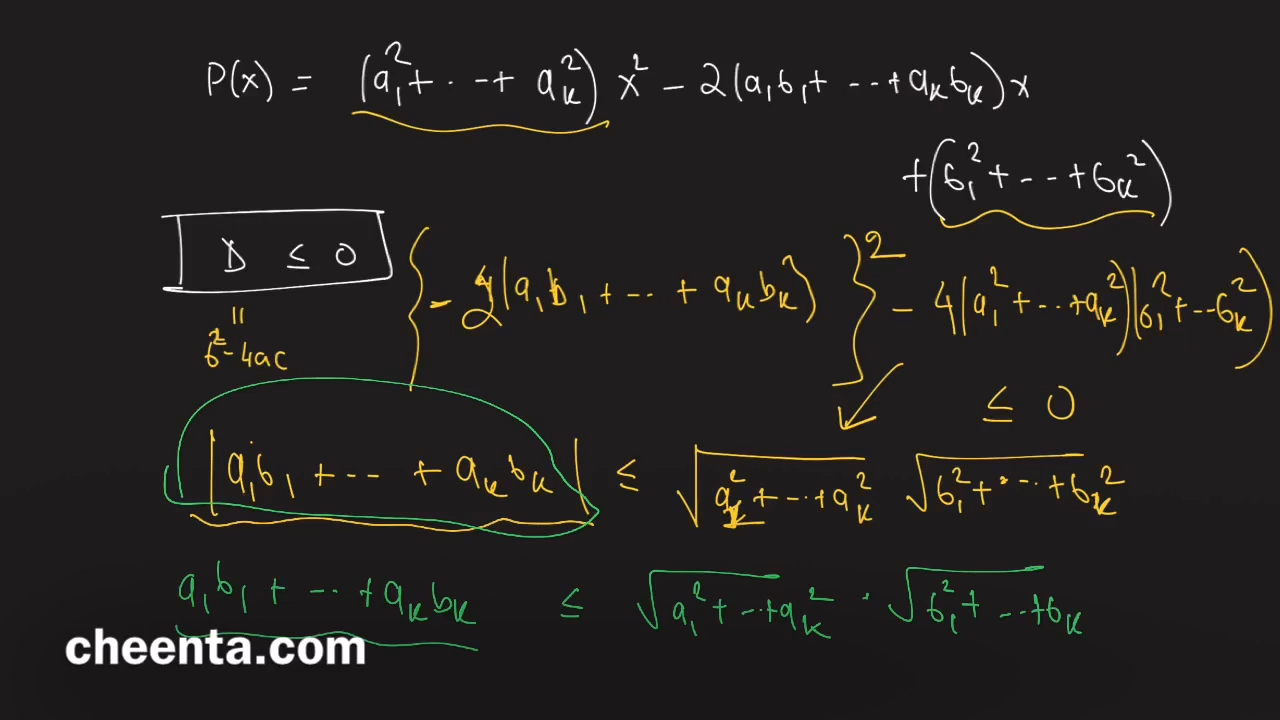 P(x) = (a₁² + ⋯ + aₖ²) x² − 2(a₁b₁ + ⋯ + aₖbₖ) x
+ (b₁² + ⋯ + bₖ²)
D ≤ 0
||
b² − 4ac
{ −2(a₁b₁ + ⋯ + aₖbₖ) }² − 4(a₁² + ⋯ + aₖ²)(b₁² + ⋯ bₖ²)
≤ 0
|a₁b₁ + ⋯ + aₖbₖ| ≤ √(a₁² + ⋯ + aₖ²) √(b₁² + ⋯ + bₖ²)
a₁b₁ + ⋯ + aₖbₖ ≤ √(a₁² + ⋯ + aₖ²) · √(b₁² + ⋯ + bₖ)
cheenta.com